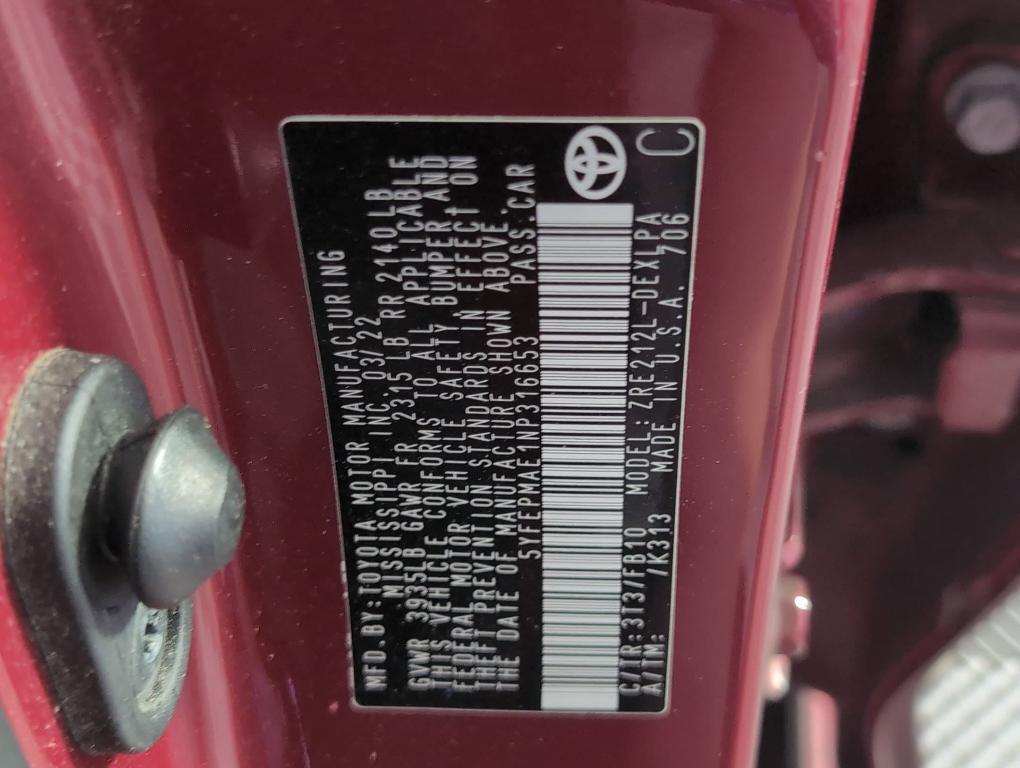 MFD.BY:TOYOTA MOTOR MANUFACTURING
MISSISSIPPI INC. 03/22
GVWR 3935LB GAWR FR 2315 LB RR 2140LB
THIS VEHICLE CONFORMS TO ALL APPLICABLE
FEDERAL MOTOR VEHICLE SAFETY, BUMPER AND
THEFT PREVENTION STANDARDS IN EFFECT ON
THE DATE OF MANUFACTURE SHOWN ABOVE.
5YFEPMAE1NP316653 PASS.CAR
C/TR:3T3/FB10 MODEL:ZRE212L-DEXLPA
A/TM: /K313 MADE IN U.S.A. 706
C